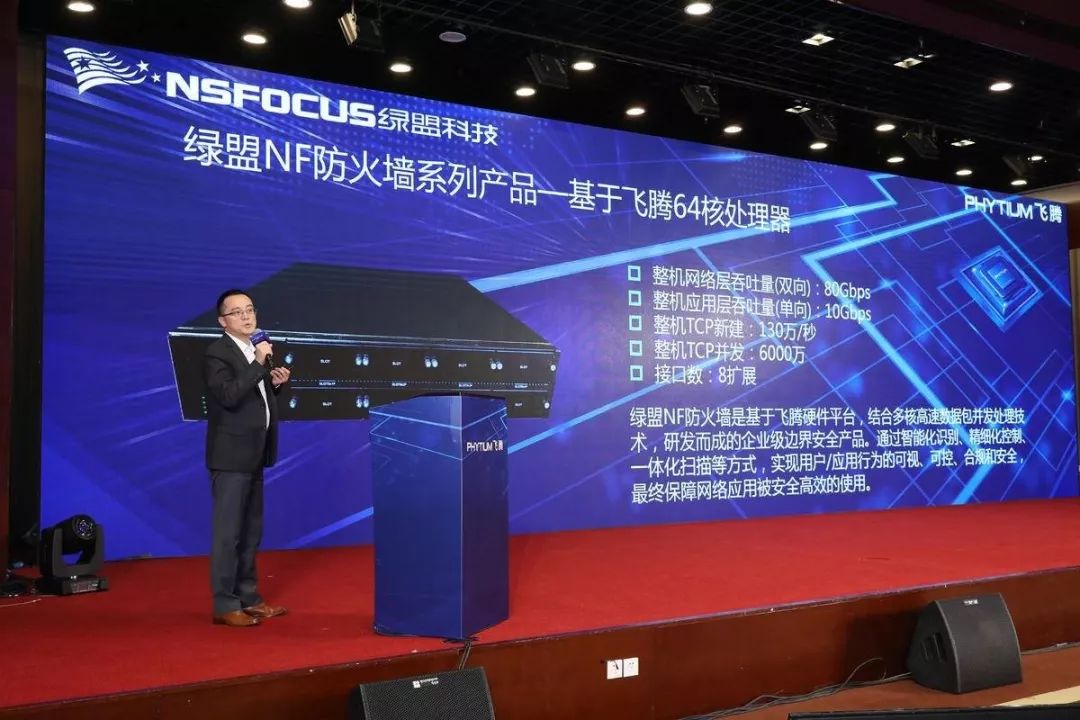 NSFOCUS绿盟科技
绿盟NF防火墙系列产品—基于飞腾64核处理器
PHYTIUM飞腾
整机网络层吞吐量(双向)：80Gbps
整机应用层吞吐量(单向)：10Gbps
整机TCP新建：130万/秒
整机TCP并发：6000万
接口数：8扩展
绿盟NF防火墙是基于飞腾硬件平台，结合多核高速数据包并发处理技
术，研发而成的企业级边界安全产品。通过智能化识别、精细化控制、
一体化扫描等方式，实现用户/应用行为的可视、可控、合规和安全，
最终保障网络应用被安全高效的使用。
SLOT SLOT SLOT SLOT
SLOT SLOT SLOT
PHYTIUM飞腾